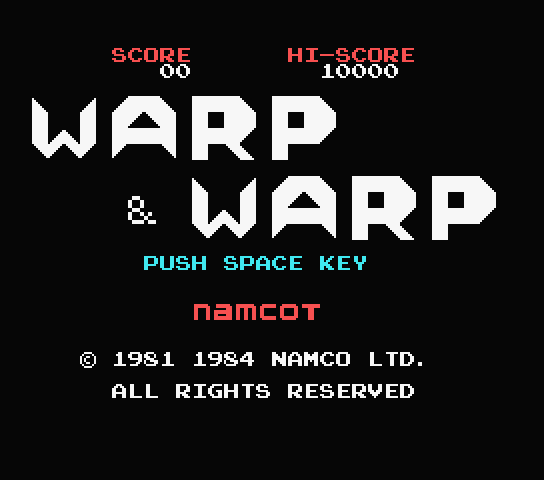 SCORE HI-SCORE
00 10000
WARP
& WARP
PUSH SPACE KEY
namcot
© 1981 1984 NAMCO LTD.
ALL RIGHTS RESERVED